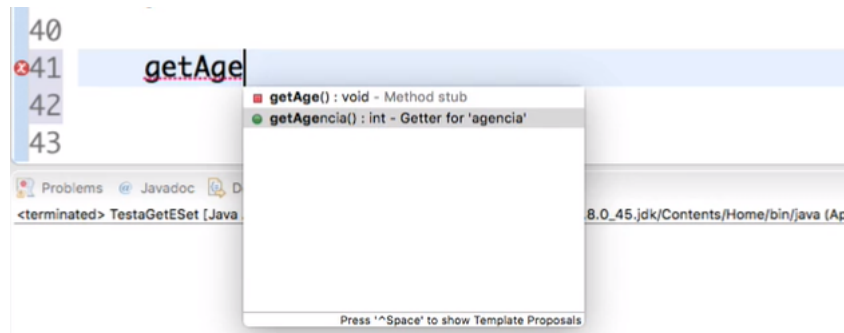 40
41 getAge
getAge() : void - Method stub
42
getAgencia() : int - Getter for 'agencia'
43
Problems @ Javadoc D
<terminated> TestaGetESet [Java .8.0_45.jdk/Contents/Home/bin/java (Ap
Press '^Space' to show Template Proposals